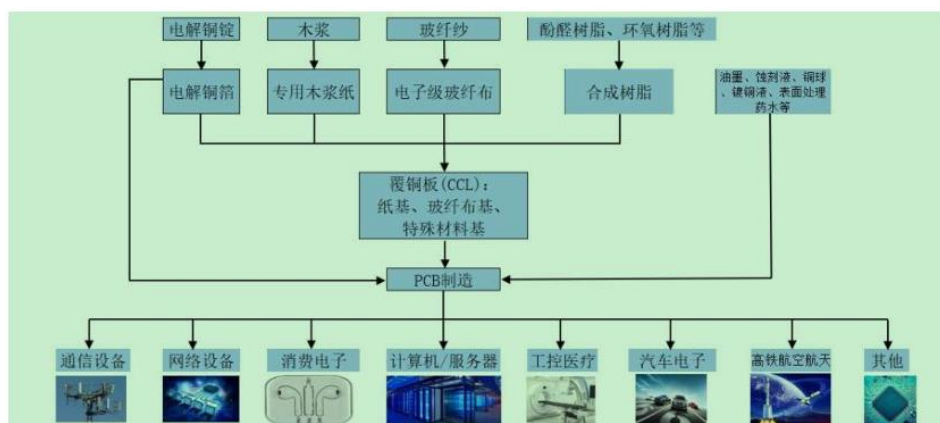 电解铜锭
木浆
玻纤纱
酚醛树脂、环氧树脂等
电解铜箔
专用木浆纸
电子级玻纤布
合成树脂
油墨、蚀刻液、铜球
、镀铜液、表面处理
药水等
覆铜板(CCL):
纸基、玻纤布基、
特殊材料基
PCB制造
通信设备
网络设备
消费电子
计算机/服务器
工控医疗
汽车电子
高铁航空航天
其他